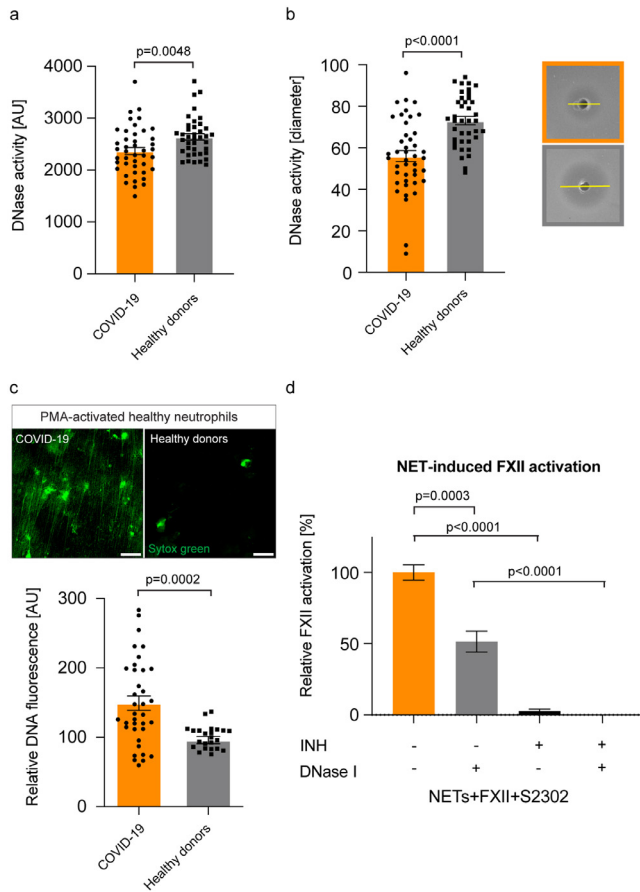 a
DNase activity [AU]
4000
3000
2000
1000
0
p=0.0048
COVID-19
Healthy donors
b
DNase activity [diameter]
100
80
60
40
20
0
p<0.0001
COVID-19
Healthy donors
c
PMA-activated healthy neutrophils
COVID-19
Healthy donors
Sytox green
Relative DNA fluorescence [AU]
300
200
100
0
p=0.0002
COVID-19
Healthy donors
d
NET-induced FXII activation
Relative FXII activation [%]
100
50
0
p=0.0003
p<0.0001
p<0.0001
INH - - + +
DNase I - + - +
NETs+FXII+S2302